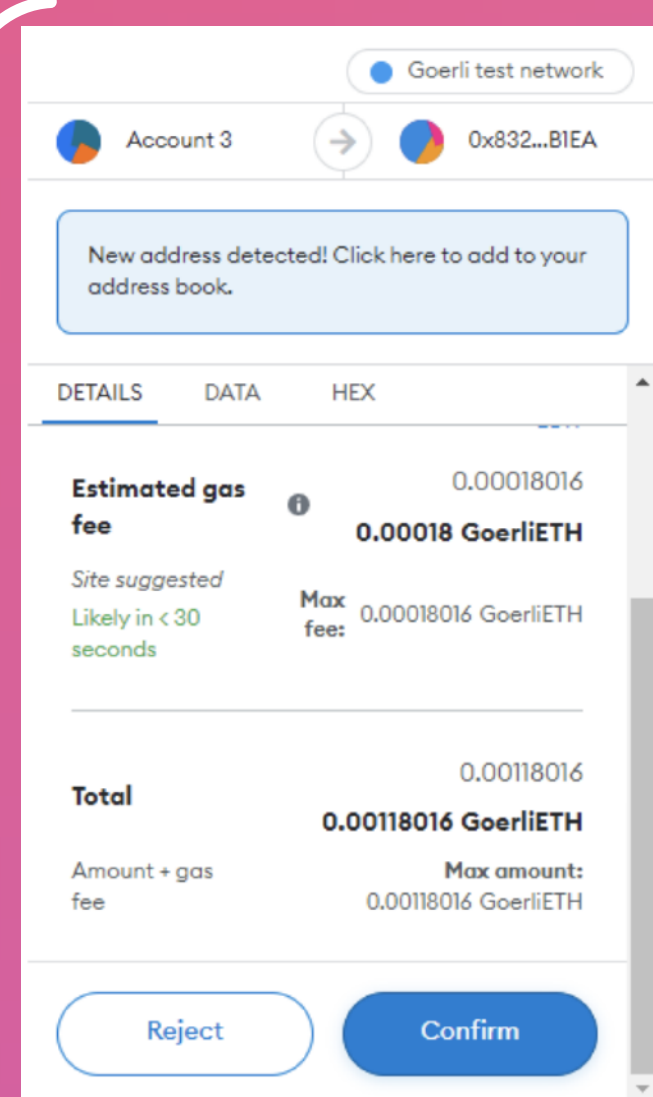 Goerli test network
Account 3
0x832...B1EA
New address detected! Click here to add to your
address book.
DETAILS
DATA
HEX
Estimated gas
fee
0.00018016
0.00018 GoerliETH
Site suggested
Likely in < 30
seconds
Max
fee:
0.00018016 GoerliETH
Total
0.00118016
0.00118016 GoerliETH
Amount + gas
fee
Max amount:
0.00118016 GoerliETH
Reject
Confirm